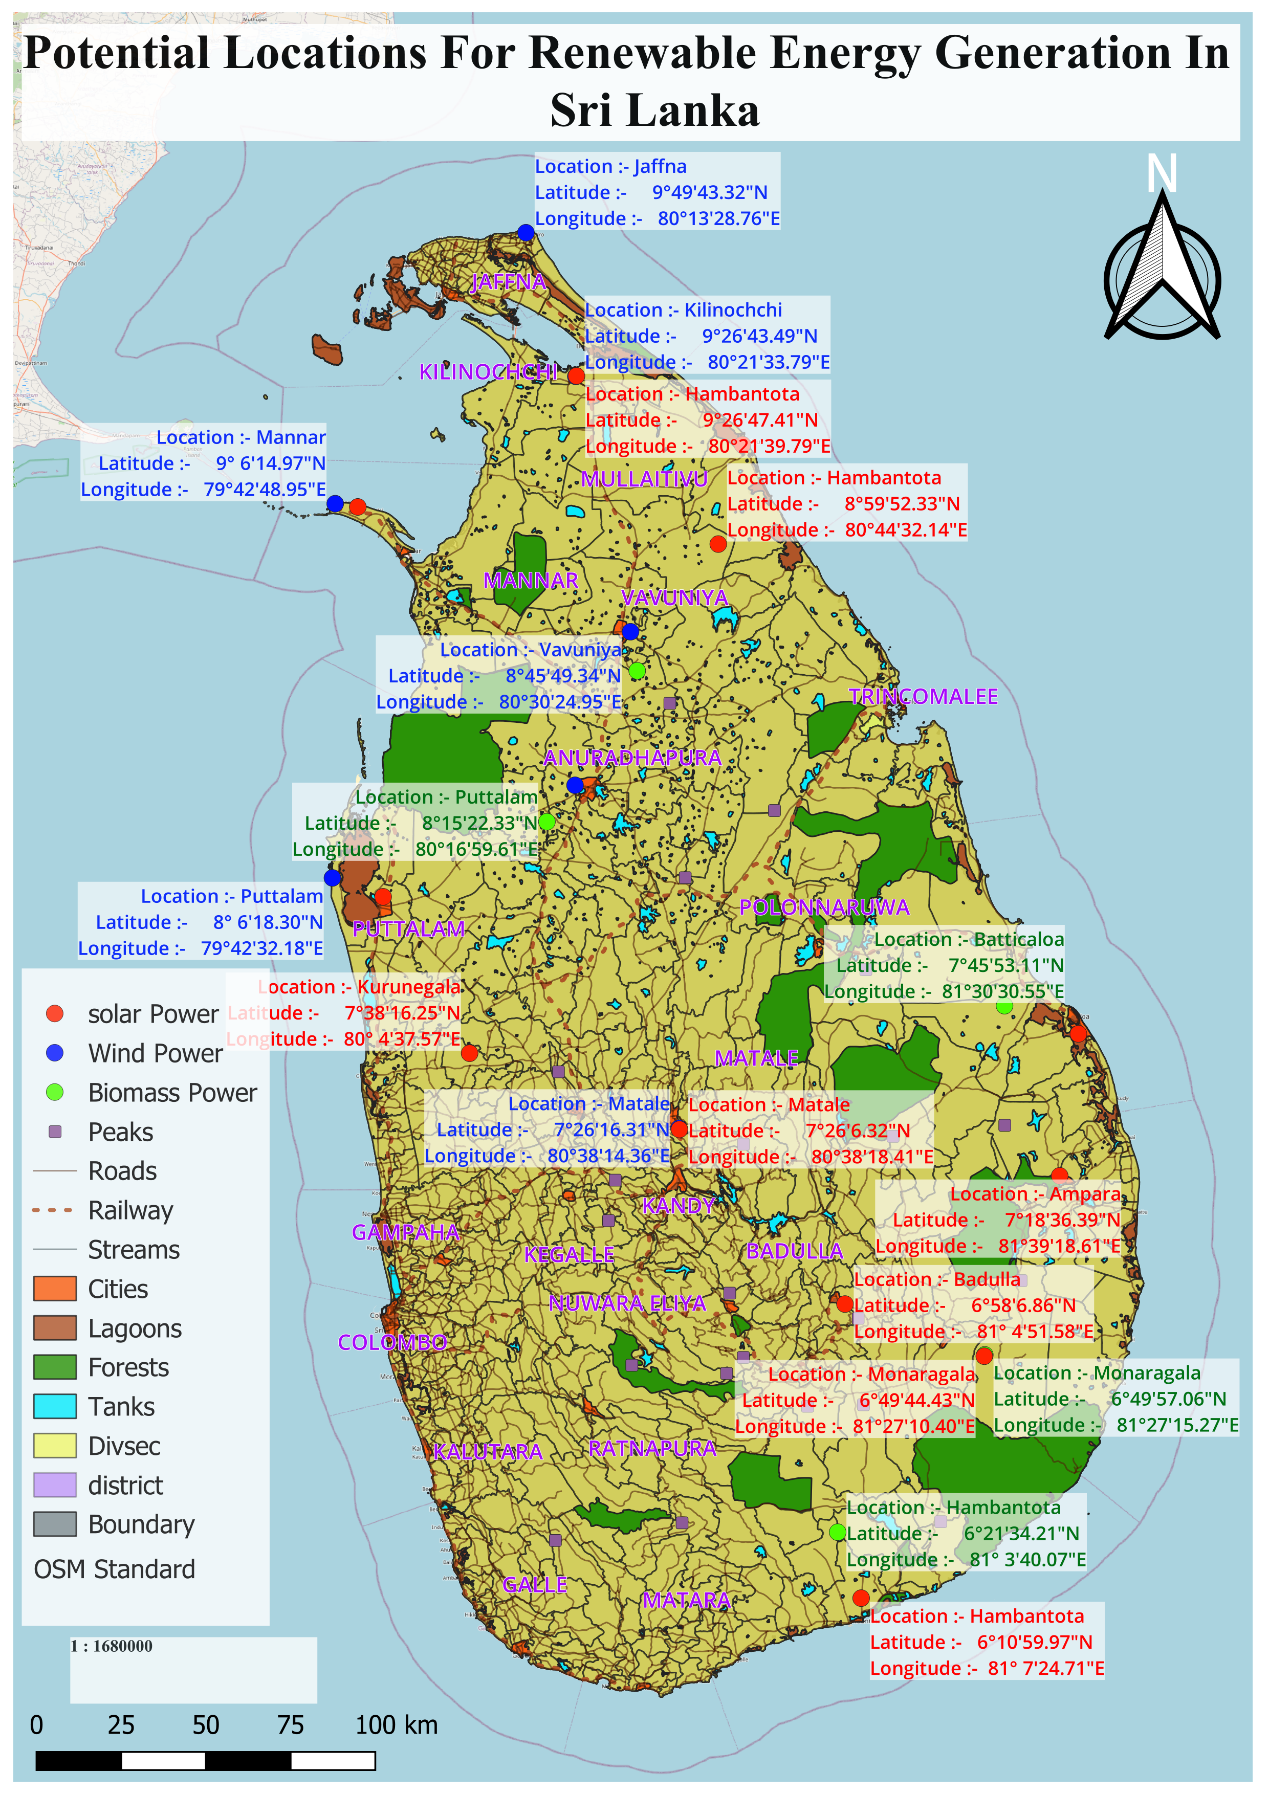 Potential Locations For Renewable Energy Generation In
Sri Lanka
N
Location :- Jaffna
Latitude :- 9°49'43.32"N
Longitude :- 80°13'28.76"E
JAFFNA
Location :- Kilinochchi
Latitude :- 9°26'43.49"N
Longitude :- 80°21'33.79"E
KILINOCHCHI
Location :- Hambantota
Latitude :- 9°26'47.41"N
Longitude :- 80°21'39.79"E
Location :- Mannar
Latitude :- 9° 6'14.97"N
Longitude :- 79°42'48.95"E
MULLAITIVU
Location :- Hambantota
Latitude :- 8°59'52.33"N
Longitude :- 80°44'32.14"E
MANNAR
VAVUNIYA
Location :- Vavuniya
Latitude :- 8°45'49.34"N
Longitude :- 80°30'24.95"E
TRINCOMALEE
ANURADHAPURA
Location :- Puttalam
Latitude :- 8°15'22.33"N
Longitude :- 80°16'59.61"E
Location :- Puttalam
Latitude :- 8° 6'18.30"N
Longitude :- 79°42'32.18"E
PUTTALAM
POLONNARUWA
Location :- Batticaloa
Latitude :- 7°45'53.11"N
Longitude :- 81°30'30.55"E
Location :- Kurunegala
Latitude :- 7°38'16.25"N
Longitude :- 80° 4'37.57"E
MATALE
Location :- Matale
Latitude :- 7°26'16.31"N
Longitude :- 80°38'14.36"E
Location :- Matale
Latitude :- 7°26'6.32"N
Longitude :- 80°38'18.41"E
KANDY
Location :- Ampara
Latitude :- 7°18'36.39"N
Longitude :- 81°39'18.61"E
GAMPAHA
KEGALLE
BADULLA
Location :- Badulla
Latitude :- 6°58'6.86"N
Longitude :- 81° 4'51.58"E
NUWARA ELIYA
COLOMBO
Location :- Monaragala
Latitude :- 6°49'44.43"N
Longitude :- 81°27'10.40"E
Location :- Monaragala
Latitude :- 6°49'57.06"N
Longitude :- 81°27'15.27"E
KALUTARA
RATNAPURA
Location :- Hambantota
Latitude :- 6°21'34.21"N
Longitude :- 81° 3'40.07"E
GALLE
MATARA
Location :- Hambantota
Latitude :- 6°10'59.97"N
Longitude :- 81° 7'24.71"E
solar Power
Wind Power
Biomass Power
Peaks
Roads
Railway
Streams
Cities
Lagoons
Forests
Tanks
Divsec
district
Boundary
OSM Standard
1 : 1680000
0 25 50 75 100 km